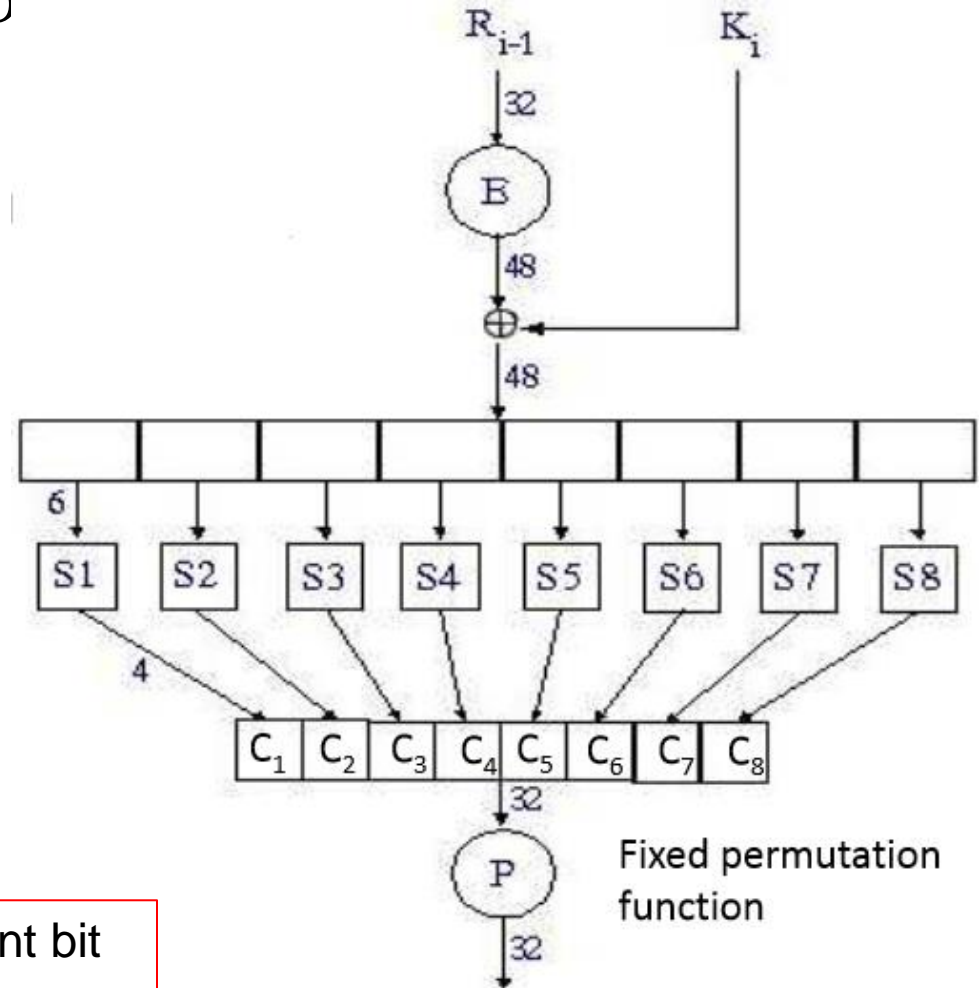 R i-1 K i
32
E
48
⊕
48
6
S1 S2 S3 S4 S5 S6 S7 S8
4
C1 C2 C3 C4 C5 C6 C7 C8
32
P
Fixed permutation
function
nt bit
32